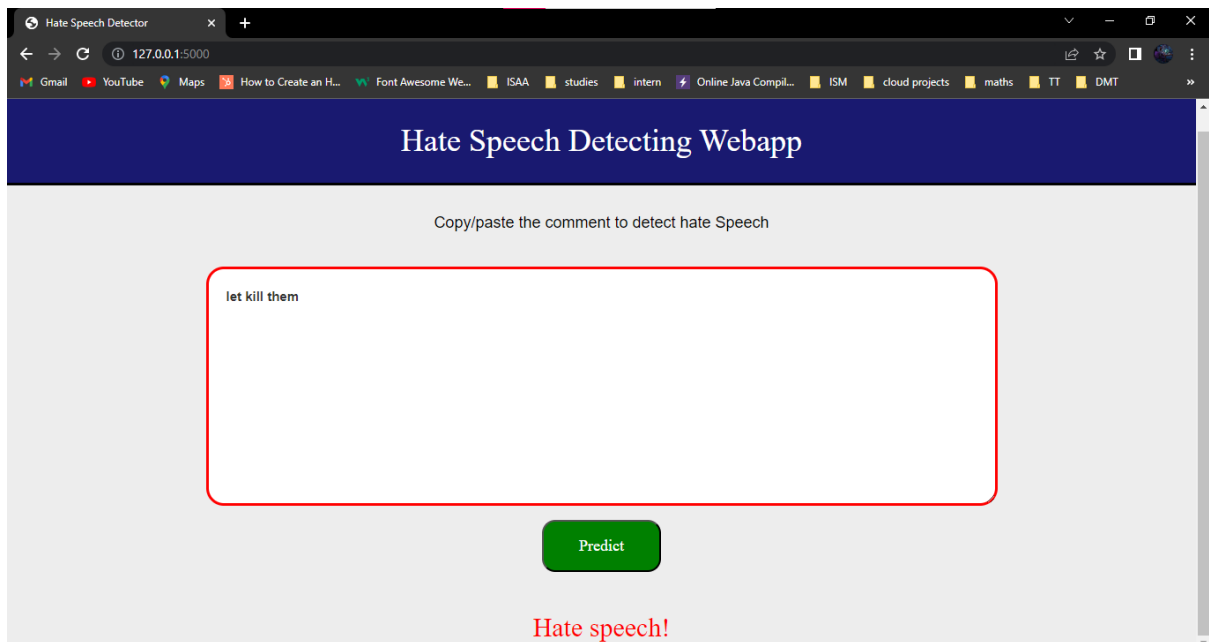 Hate Speech Detector
127.0.0.1:5000
Gmail YouTube Maps How to Create an H... Font Awesome We... ISAA studies intern Online Java Compil... ISM cloud projects maths TT DMT »
Hate Speech Detecting Webapp
Copy/paste the comment to detect hate Speech
let kill them
Predict
Hate speech!